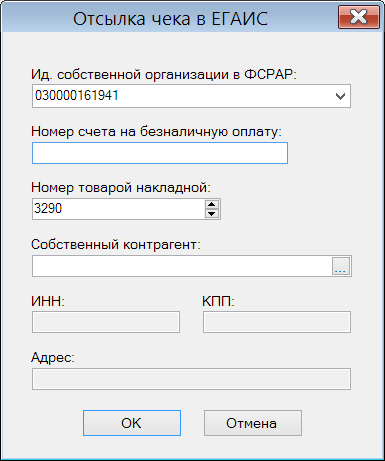 Отсылка чека в ЕГАИС
Ид. собственной организации в ФСРАР:
030000161941
Номер счета на безналичную оплату:
Номер товарой накладной:
3290
Собственный контрагент:
...
ИНН: КПП:
Адрес:
OK Отмена